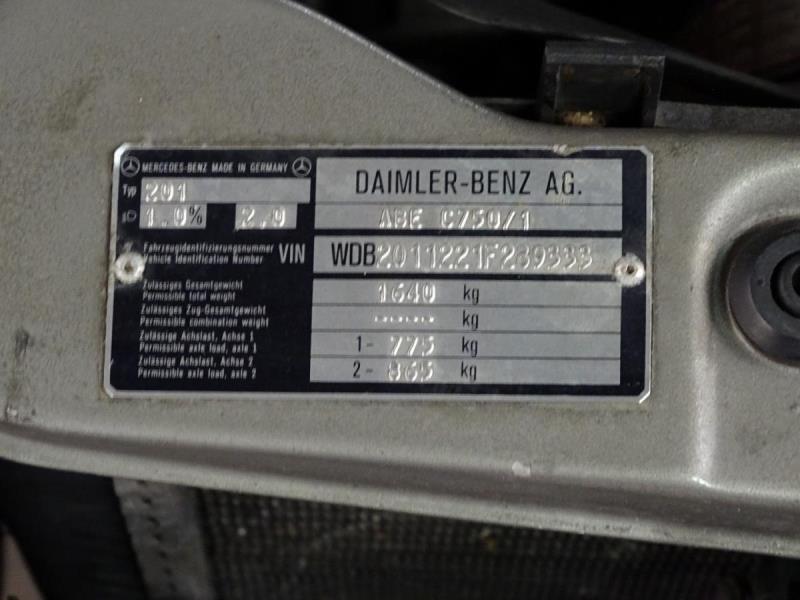 MERCEDES-BENZ MADE IN GERMANY
DAIMLER-BENZ AG.
Typ 201
1.0% 2.0
ABE C750/1
Fahrzeugidentifizierungsnummer
Vehicle Identification Number
VIN WDB2011221F239333
Zulässiges Gesamtgewicht
Permissible total weight
1640 kg
Zulässiges Zug-Gesamtgewicht
Permissible combination weight
----- kg
Zulässige Achslast, Achse 1
Permissible axle load, axle 1
1- 775 kg
Zulässige Achslast, Achse 2
Permissible axle load, axle 2
2- 865 kg